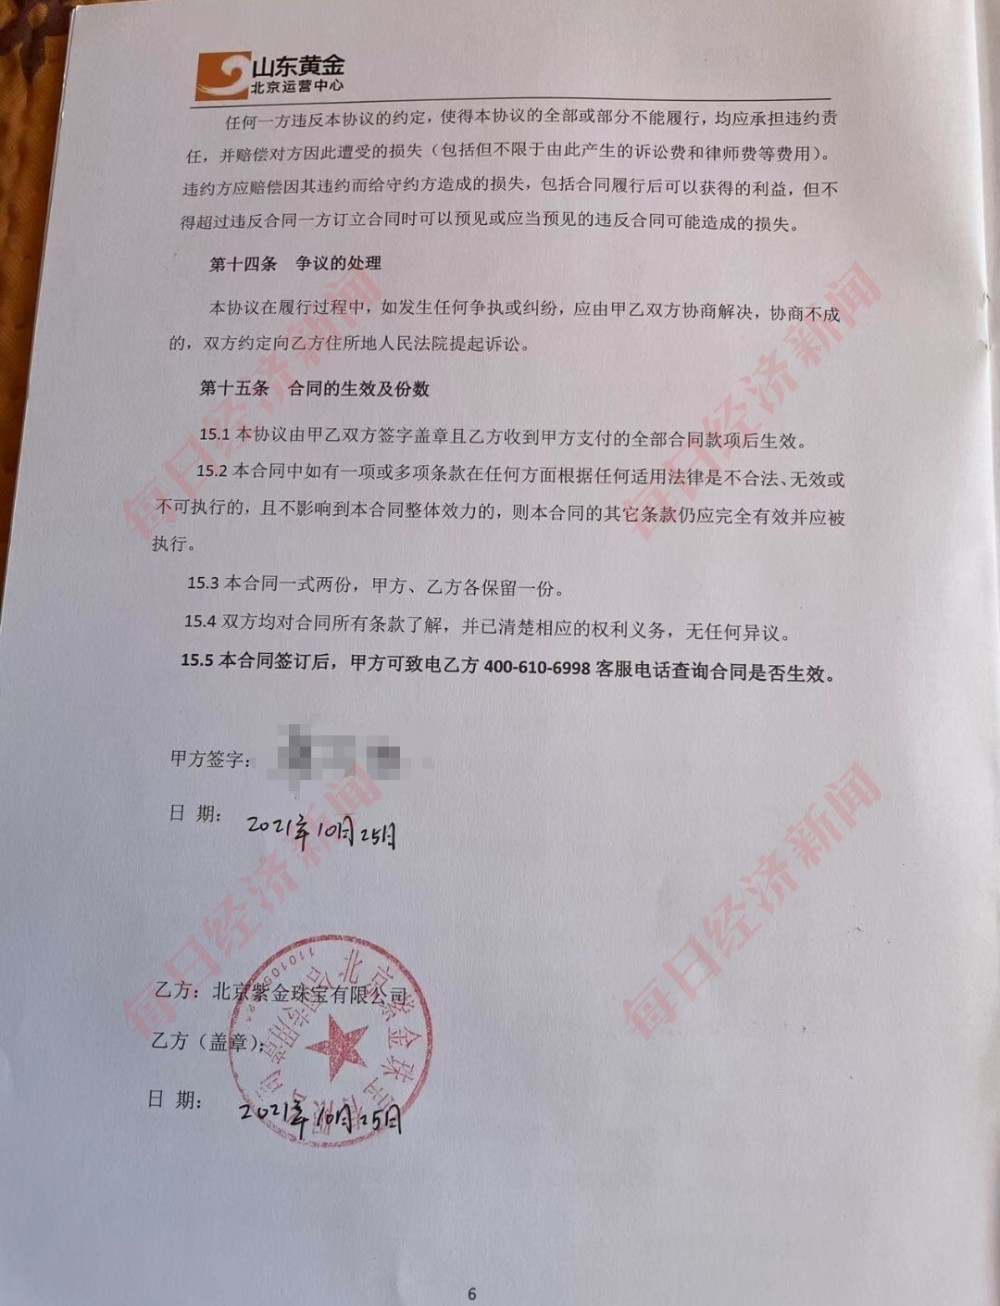 山东黄金
北京运营中心
任何一方违反本协议的约定，使得本协议的全部或部分不能履行，均应承担违约责
任，并赔偿对方因此遭受的损失（包括但不限于由此产生的诉讼费和律师费等费用）。
违约方应赔偿因其违约而给守约方造成的损失，包括合同履行后可以获得的利益，但不
得超过违反合同一方订立合同时可以预见或应当预见的违反合同可能造成的损失。
第十四条 争议的处理
本协议在履行过程中，如发生任何争执或纠纷，应由甲乙双方协商解决，协商不成
的，双方约定向乙方住所地人民法院提起诉讼。
第十五条 合同的生效及份数
15.1 本协议由甲乙双方签字盖章且乙方收到甲方支付的全部合同款项后生效。
15.2 本合同中如有一项或多项条款在任何方面根据任何适用法律是不合法、无效或
不可执行的，且不影响到本合同整体效力的，则本合同的其它条款仍应完全有效并应被
执行。
15.3 本合同一式两份，甲方、乙方各保留一份。
15.4 双方均对合同所有条款了解，并已清楚相应的权利义务，无任何异议。
15.5 本合同签订后，甲方可致电乙方 400-610-6998 客服电话查询合同是否生效。
甲方签字：
日 期： 2021年10月25日
乙方：北京紫金珠宝有限公司
乙方（盖章）：
日 期： 2021年10月25日
北京紫金珠宝有限公司
合同专用章
6
每日经济新闻
每日经济新闻
每日经济新闻
每日经济新闻